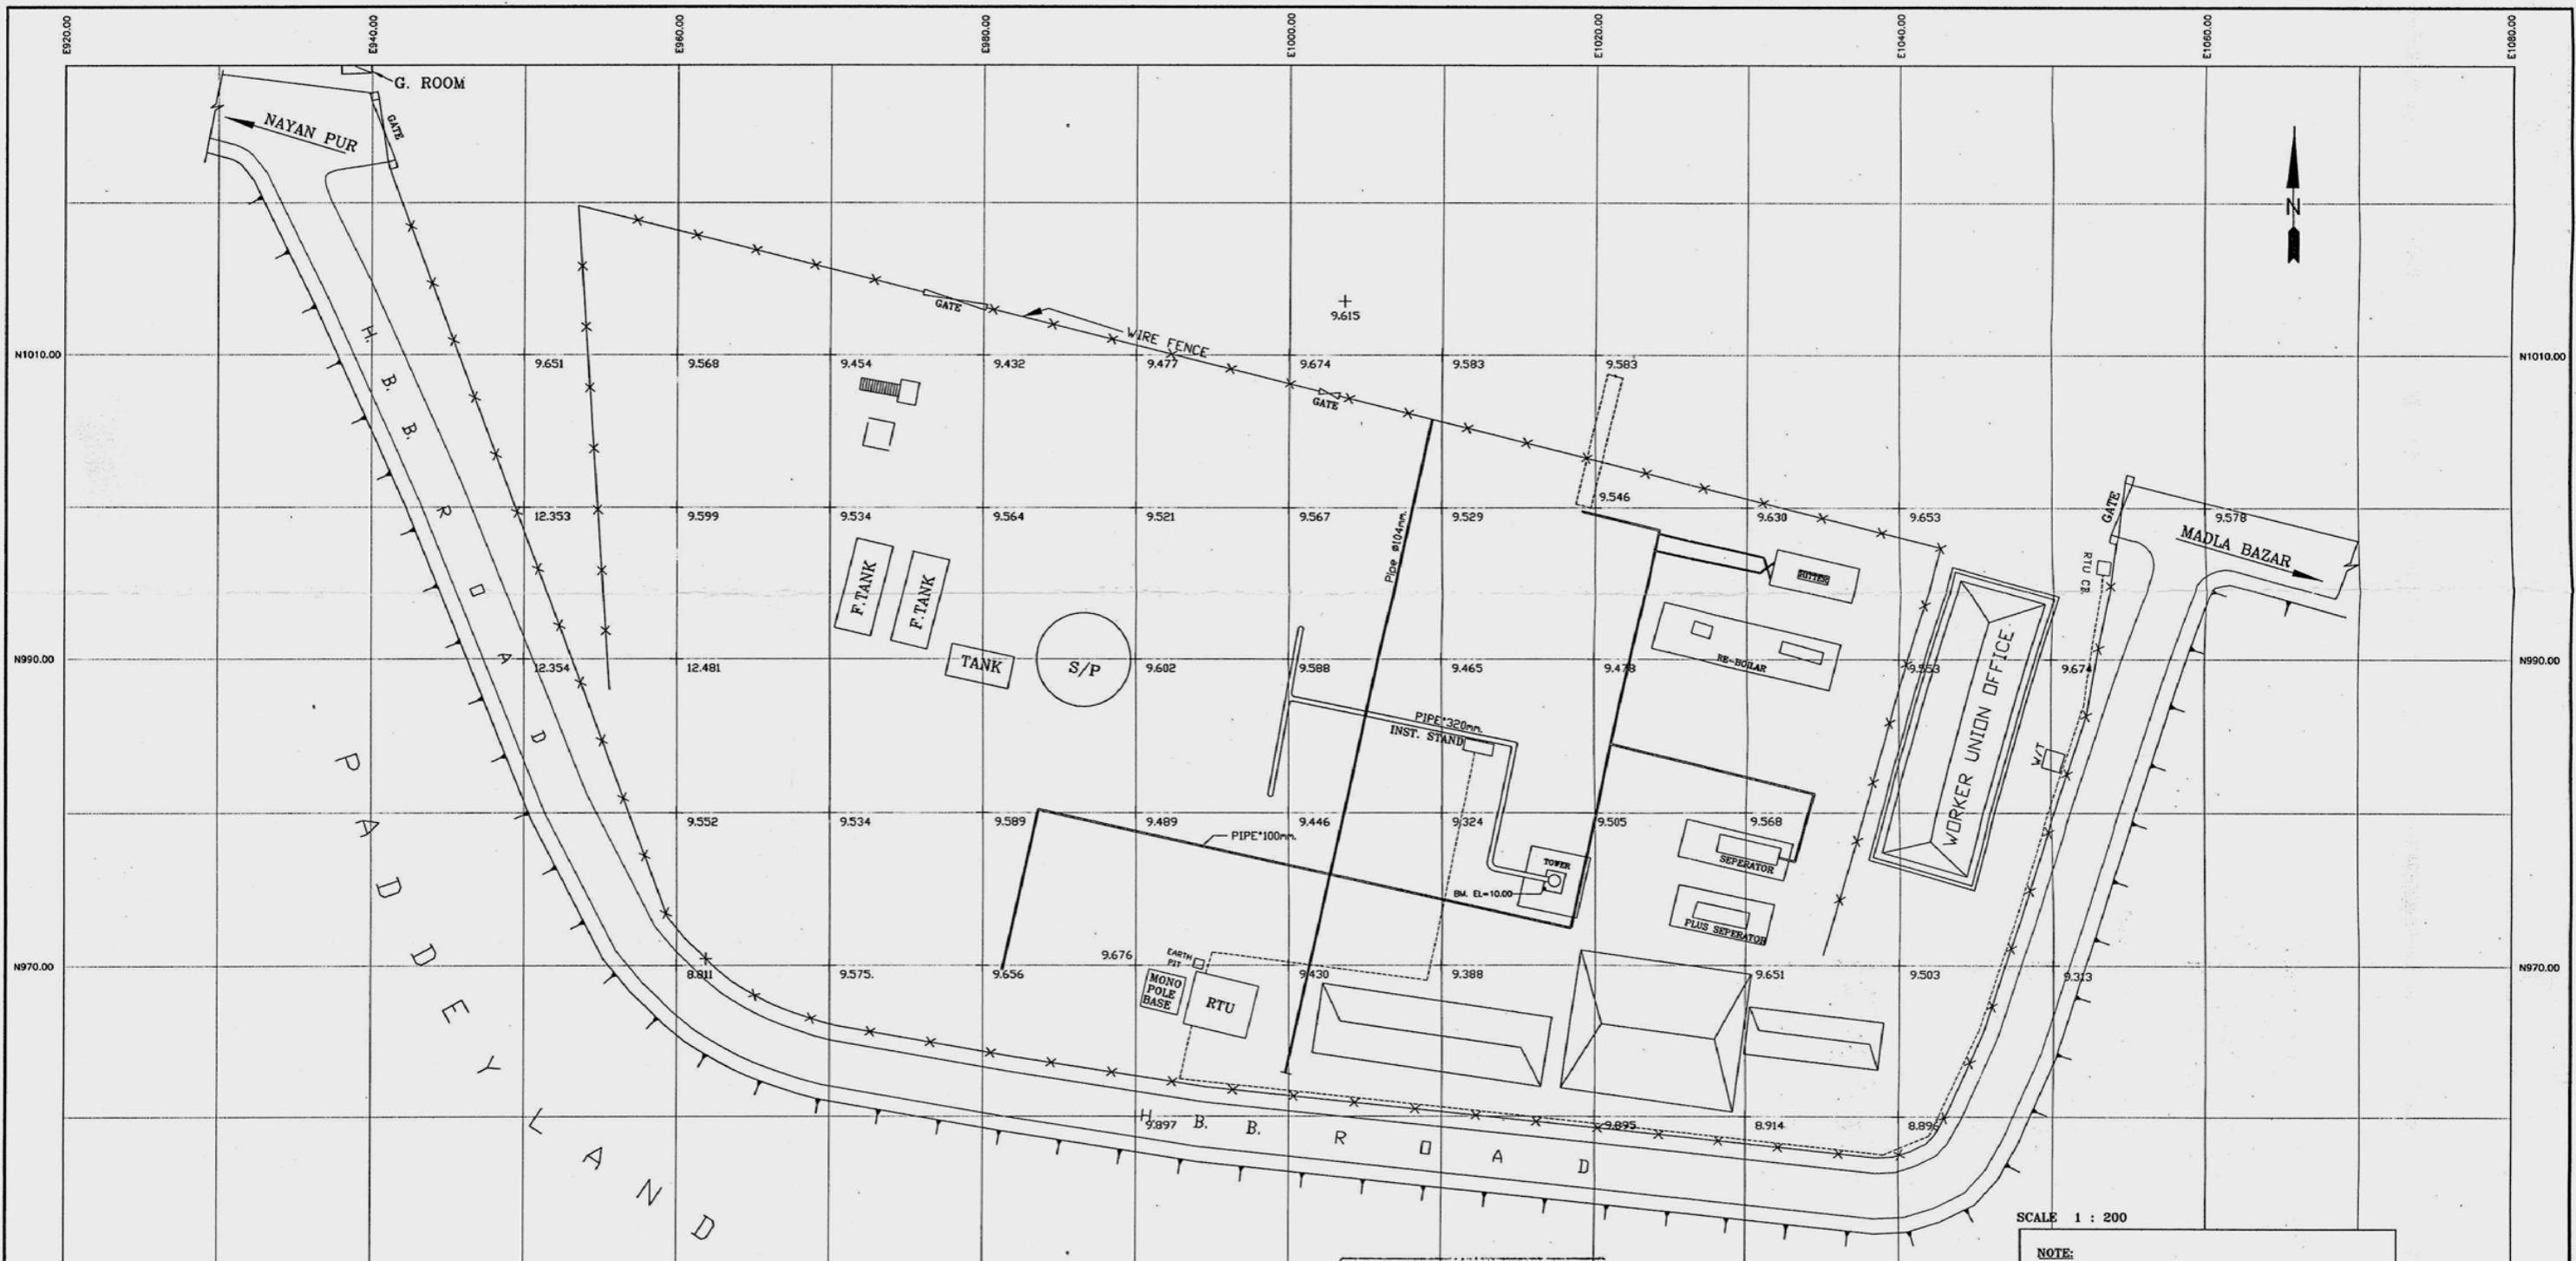 E920.00 E940.00 E960.00 E980.00 E1000.00 E1020.00 E1040.00 E1060.00 E1080.00
G. ROOM
GATE
NAYAN PUR
N
9.615
GATE
WIRE FENCE
N1010.00 9.651 9.568 9.454 9.432 9.477 9.674 9.583 9.583 N1010.00
GATE
H. B. B. ROAD
9.546
GATE
12.353 9.599 9.534 9.564 9.521 9.567 9.529 9.630 9.653 9.578
MADLA BAZAR
Pipe ø104mm.
RTU CB.
F.TANK
F.TANK
TANK
S/P
RE-BOILAR
WORKER UNION OFFICE
N990.00 12.354 12.481 9.602 9.588 9.465 9.478 9.553 N990.00
PIPE*320mm.
INST. STAND
W/T
9.552 9.534 9.589 9.489 9.446 9.324 9.505 9.568
PIPE*100mm.
TOWER
SEPERATOR
BM. EL=10.00
PLUS SEPERATOR
PADDEY LAND
9.676
EARTH
PIT
N970.00 8.811 9.575. 9.656 9.430 9.388 9.651 9.503 9.313 N970.00
MONO
POLE
BASE
RTU
9.897 9.895 8.914
H. B. B. ROAD
SCALE 1 : 200
NOTE: